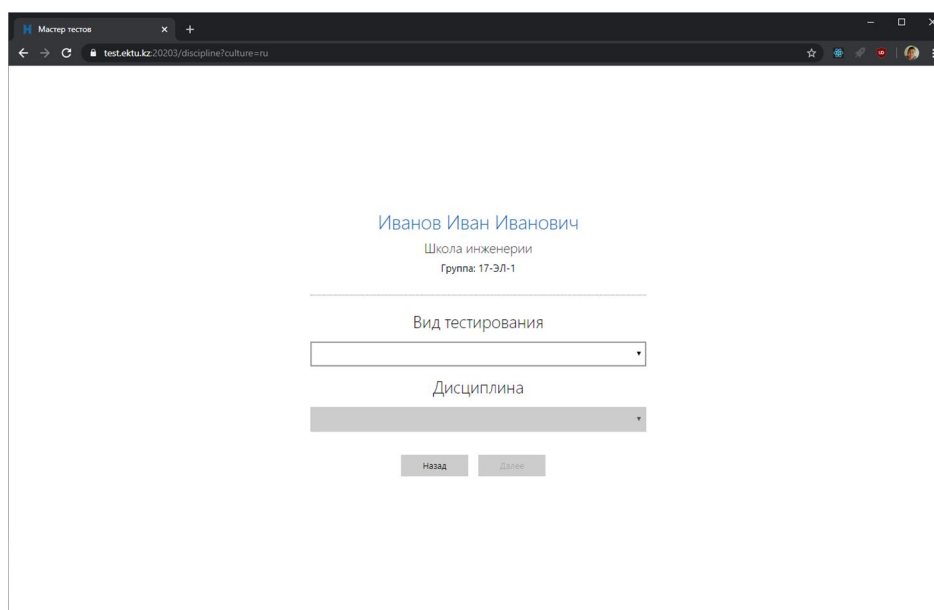 Мастер тестов
test.ektu.kz:20203/discipline?culture=ru
Иванов Иван Иванович
Школа инженерии
Группа: 17-ЭЛ-1
Вид тестирования
Дисциплина
Назад Далее